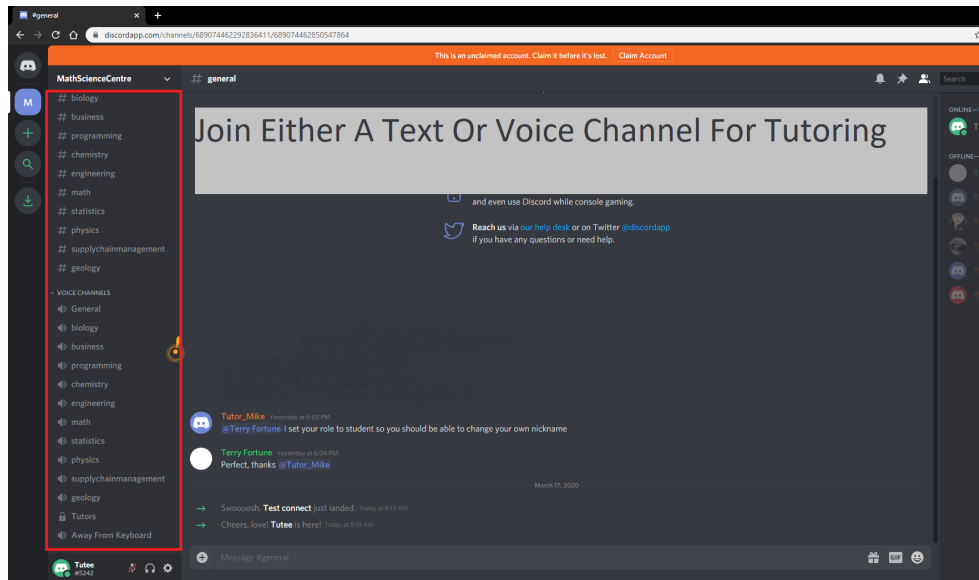 #general
discordapp.com/channels/689074462292836411/689074462850547864
This is an unclaimed account. Claim it before it's lost. Claim Account
MathScienceCentre
# general
Search
M
# biology
# business
# programming
# chemistry
# engineering
# math
# statistics
# physics
# supplychainmanagement
# geology
VOICE CHANNELS
General
biology
business
programming
chemistry
engineering
math
statistics
physics
supplychainmanagement
geology
Tutors
Away From Keyboard
Tutee
#5242
Join Either A Text Or Voice Channel For Tutoring
and even use Discord while console gaming.
Reach us via our help desk or on Twitter @discordapp
if you have any questions or need help.
Tutor_Mike Yesterday at 6:03 PM
@Terry Fortune I set your role to student so you should be able to change your own nickname
Terry Fortune Yesterday at 6:04 PM
Perfect, thanks @Tutor_Mike
March 17, 2020
Swoooosh. Test connect just landed. Today at 8:13 AM
Cheers, love! Tutee is here! Today at 8:19 AM
Message #general
GIF
ONLINE—
T
OFFLINE—
T
T
T
T
T
T